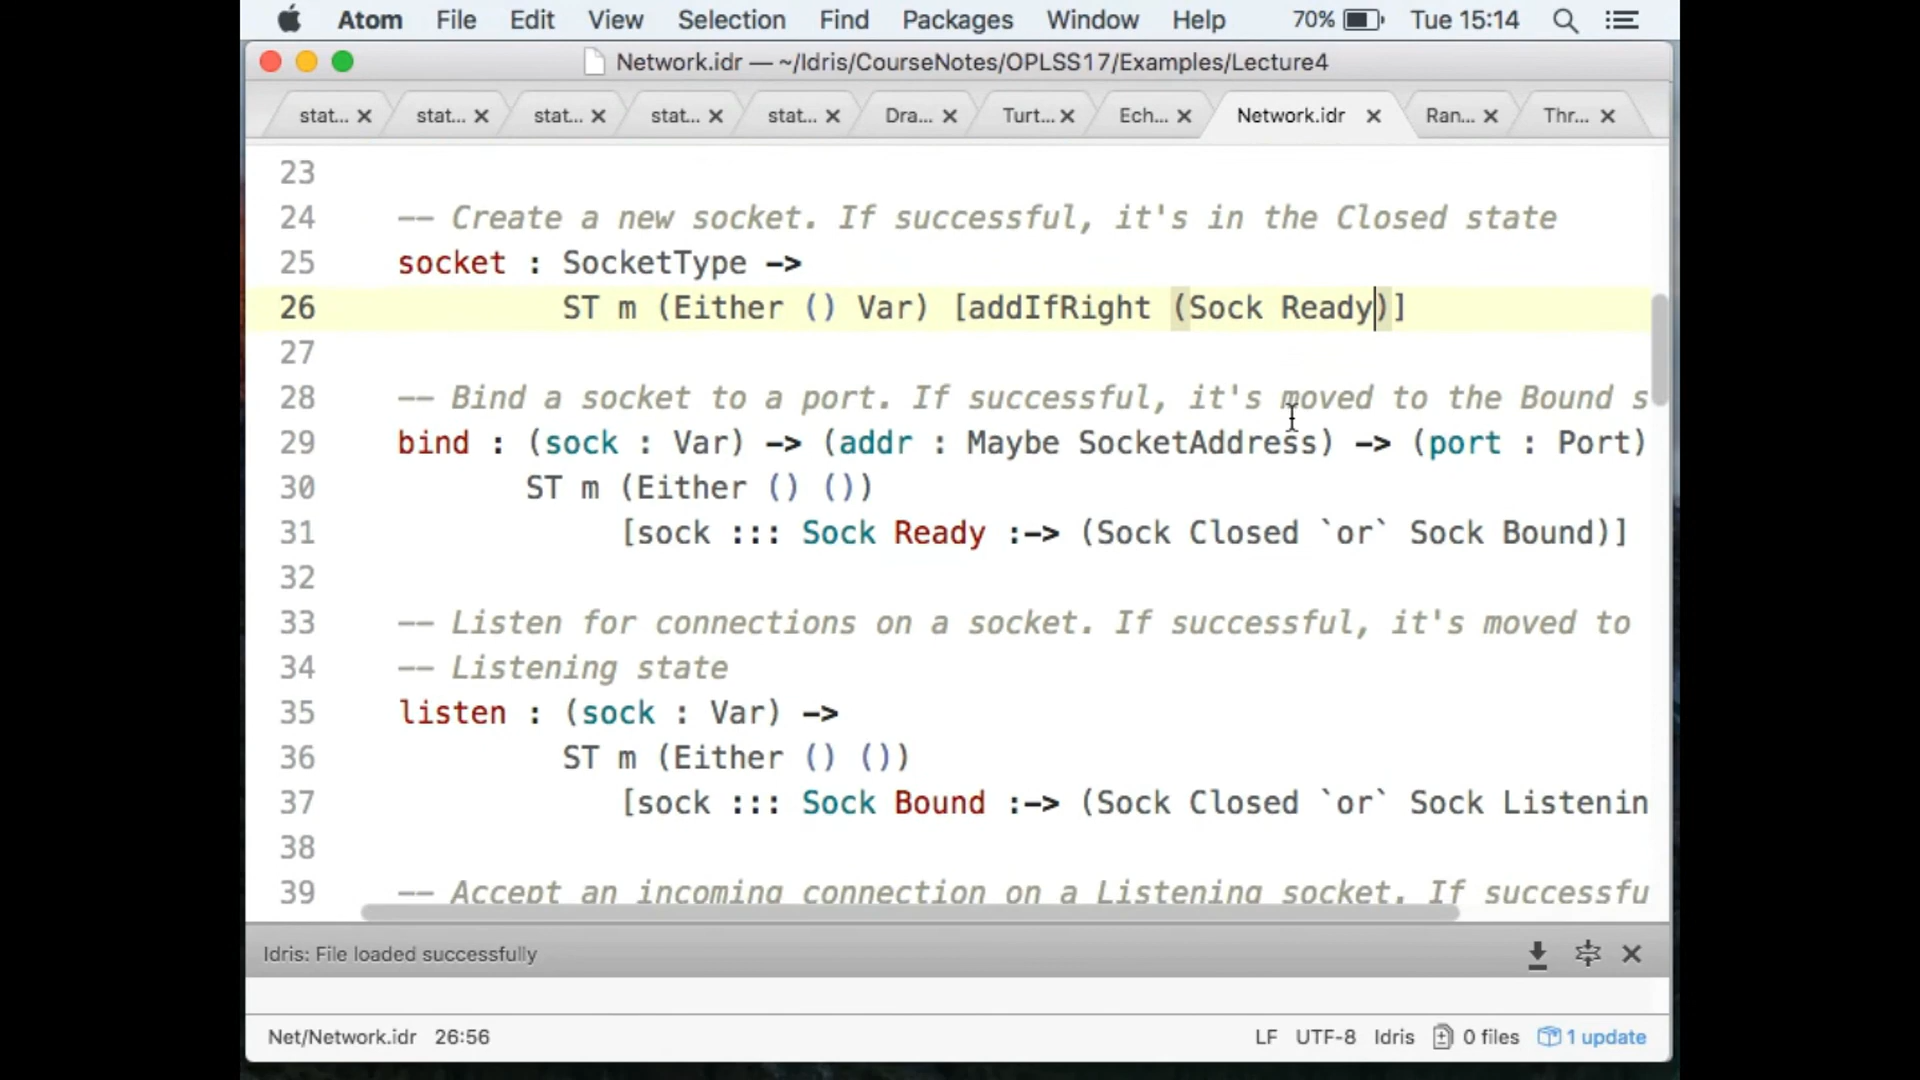 Atom File Edit View Selection Find Packages Window Help 70% Tue 15:14
Network.idr — ~/Idris/CourseNotes/OPLSS17/Examples/Lecture4
stat... stat... stat... stat... stat... Dra... Turt... Ech... Network.idr Ran... Thr...
23
24 -- Create a new socket. If successful, it's in the Closed state
25 socket : SocketType ->
26 ST m (Either () Var) [addIfRight (Sock Ready)]
27
28 -- Bind a socket to a port. If successful, it's moved to the Bound s
29 bind : (sock : Var) -> (addr : Maybe SocketAddress) -> (port : Port)
30 ST m (Either () ())
31 [sock ::: Sock Ready :-> (Sock Closed `or` Sock Bound)]
32
33 -- Listen for connections on a socket. If successful, it's moved to
34 -- Listening state
35 listen : (sock : Var) ->
36 ST m (Either () ())
37 [sock ::: Sock Bound :-> (Sock Closed `or` Sock Listenin
38
39 -- Accept an incoming connection on a Listening socket. If successfu
Idris: File loaded successfully
Net/Network.idr 26:56 LF UTF-8 Idris 0 files 1 update